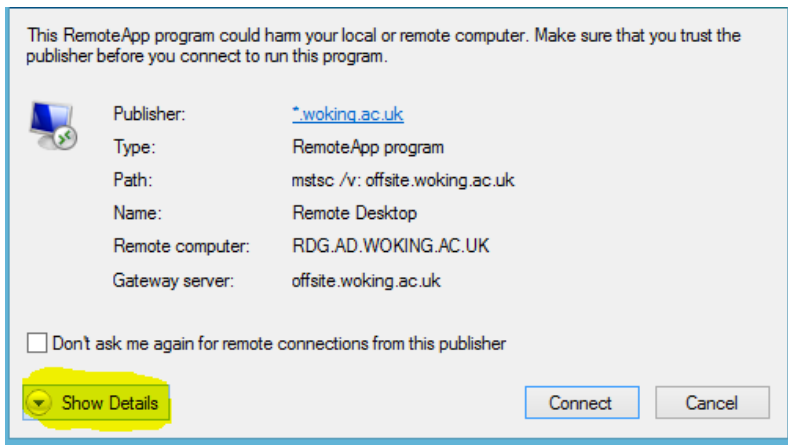 This RemoteApp program could harm your local or remote computer. Make sure that you trust the
publisher before you connect to run this program.
Publisher: *.woking.ac.uk
Type: RemoteApp program
Path: mstsc /v: offsite.woking.ac.uk
Name: Remote Desktop
Remote computer: RDG.AD.WOKING.AC.UK
Gateway server: offsite.woking.ac.uk
Don't ask me again for remote connections from this publisher
Show Details Connect Cancel